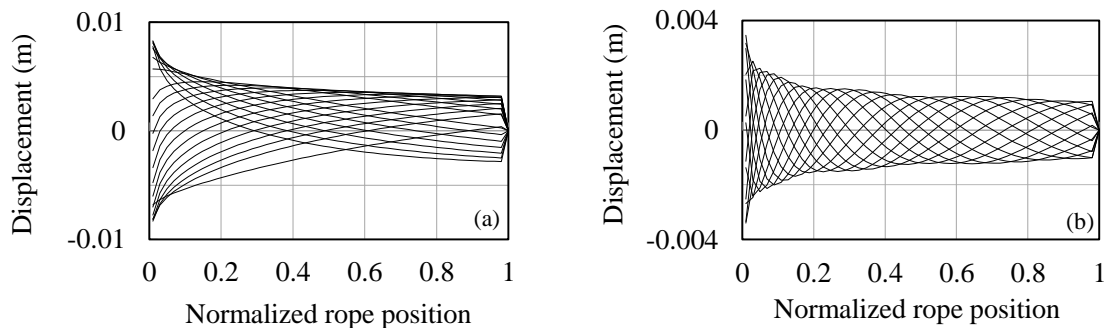 0.01
0
-0.01
Displacement (m)
(a)
0 0.2 0.4 0.6 0.8 1
Normalized rope position
0.004
0
-0.004
Displacement (m)
(b)
0 0.2 0.4 0.6 0.8 1
Normalized rope position